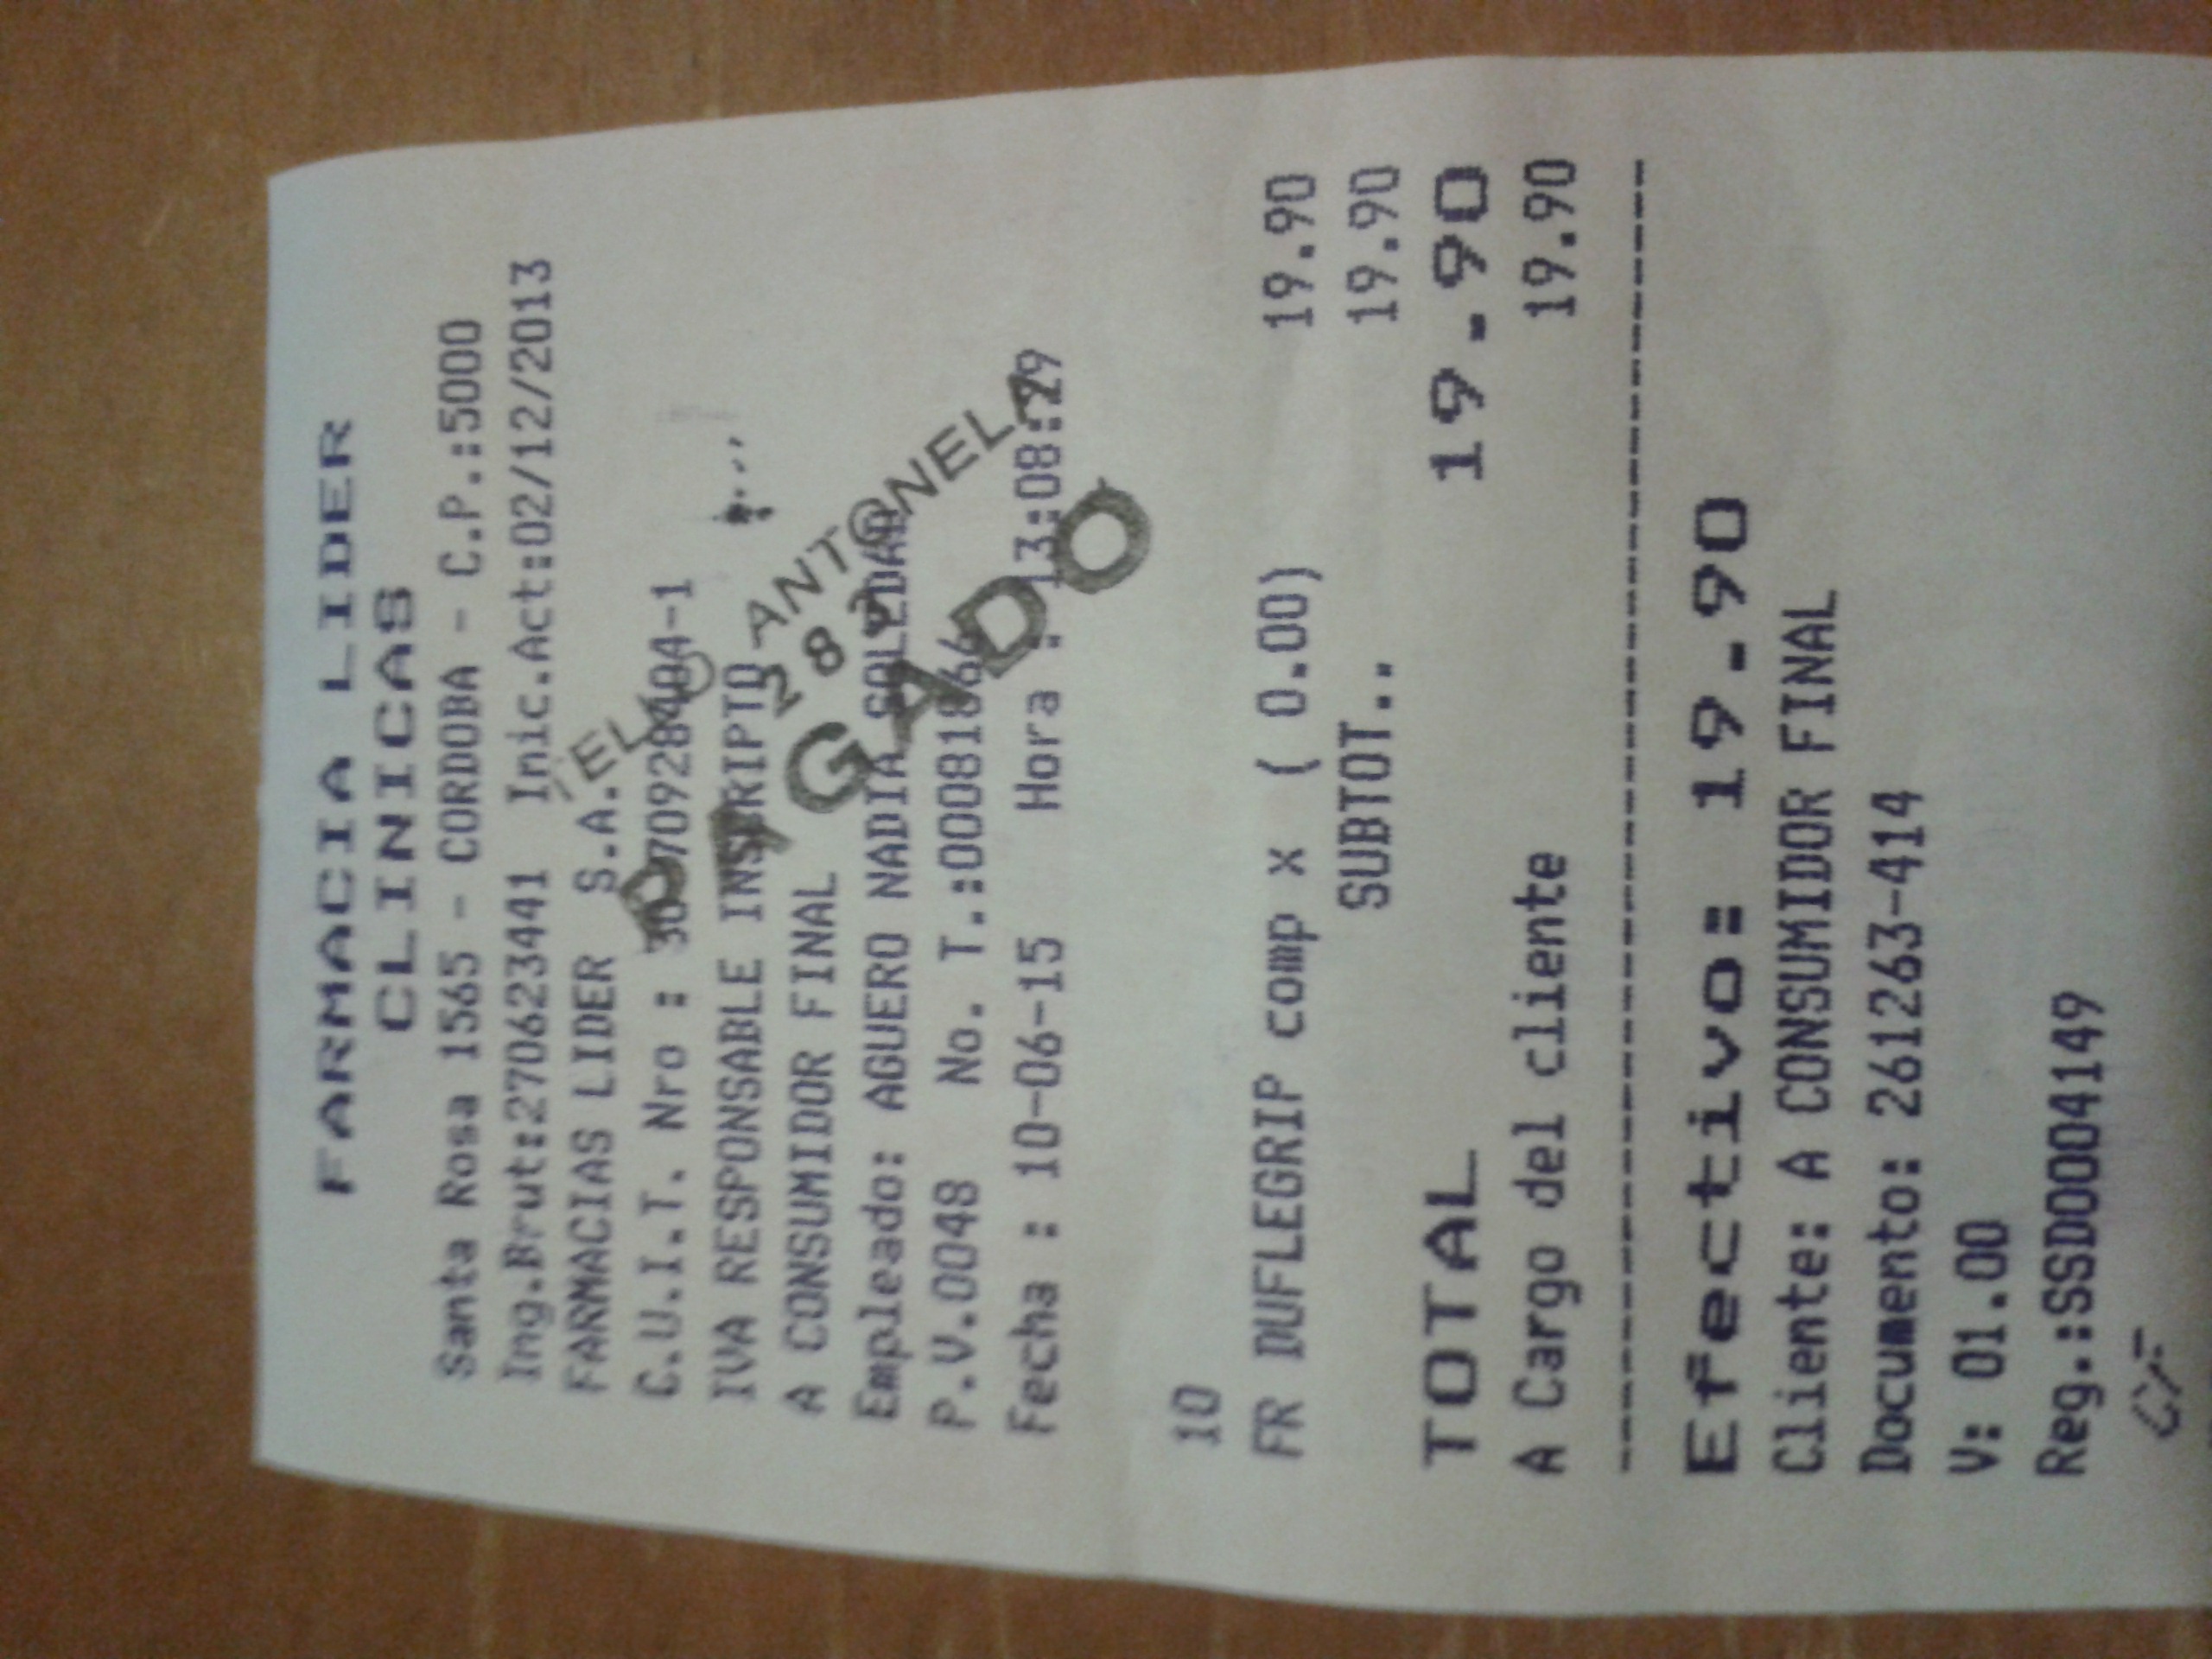 FARMACIA LIDER
CLINICAS
Santa Rosa 1565 - CORDOBA - C.P.:5000
Ing.Brut:270623441 Inic.Act:02/12/2013
FARMACIAS LIDER S.A.
C.U.I.T. Nro : 30-70928404-1
IVA RESPONSABLE INSCRIPTO
A CONSUMIDOR FINAL
Empleado: AGUERO NADIA SOLEDAD
P.V.0048 No. T.:00081866
Fecha : 10-06-15 Hora : 13:08:29
ANTONELA
PAGADO
10
FR DUFLEGRIP comp x ( 0.00) 19.90
SUBTOT.. 19.90
TOTAL 19.90
A Cargo del cliente 19.90
Efectivo: 19.90
Cliente: A CONSUMIDOR FINAL
Documento: 261263-414
V: 01.00
Reg.:SSD0004149
CF